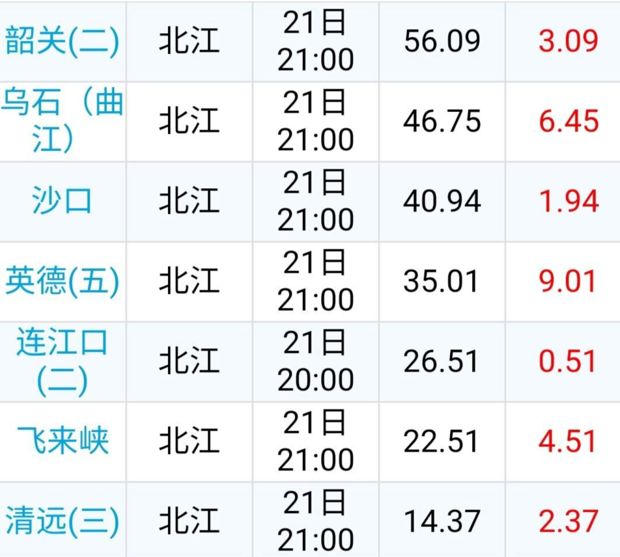 韶关(二) 北江 21日 21:00 56.09 3.09
乌石（曲江） 北江 21日 21:00 46.75 6.45
沙口 北江 21日 21:00 40.94 1.94
英德(五) 北江 21日 21:00 35.01 9.01
连江口(二) 北江 21日 20:00 26.51 0.51
飞来峡 北江 21日 21:00 22.51 4.51
清远(三) 北江 21日 21:00 14.37 2.37